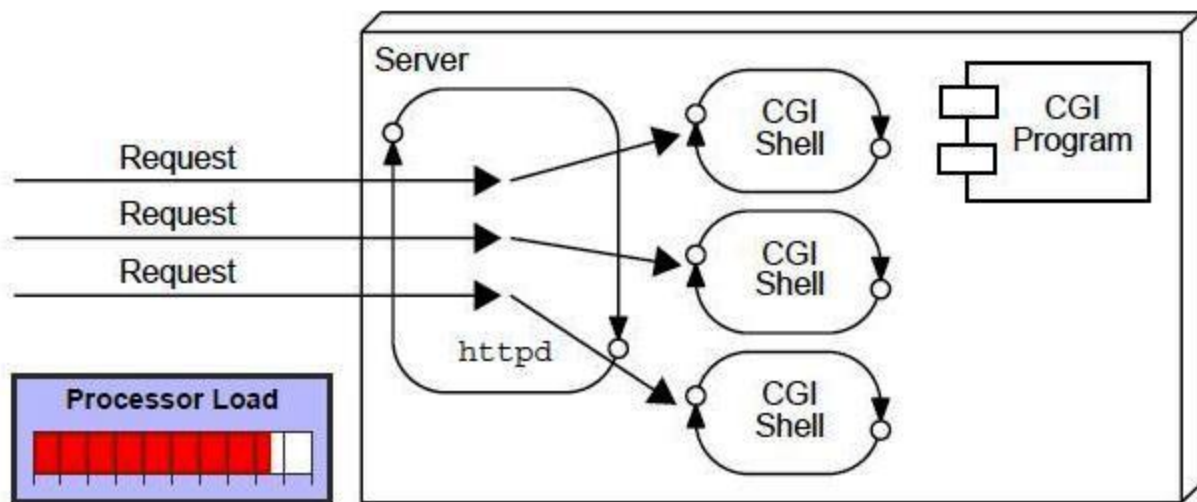 Server
CGI
Shell
CGI
Program
Request
Request
Request
CGI
Shell
httpd
CGI
Shell
Processor Load